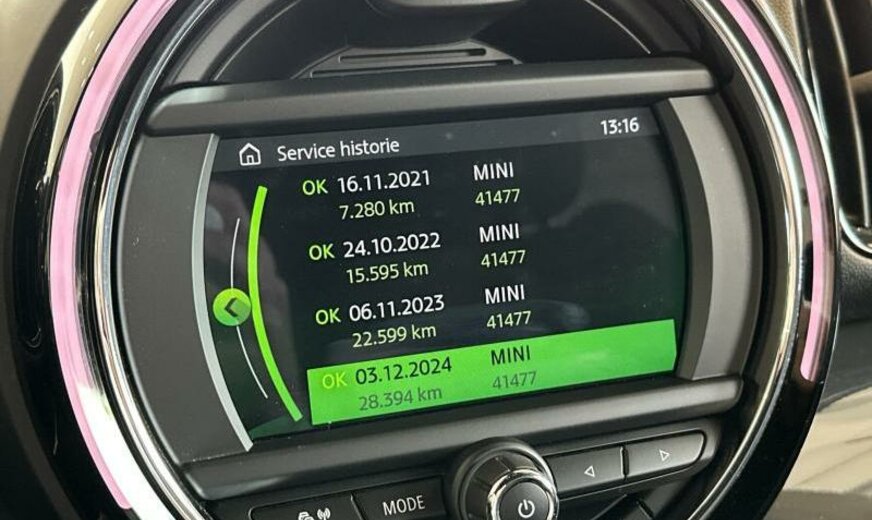 Service historie 13:16
OK 16.11.2021 MINI
7.280 km 41477
OK 24.10.2022 MINI
15.595 km 41477
OK 06.11.2023 MINI
22.599 km 41477
OK 03.12.2024 MINI
28.394 km 41477
MODE